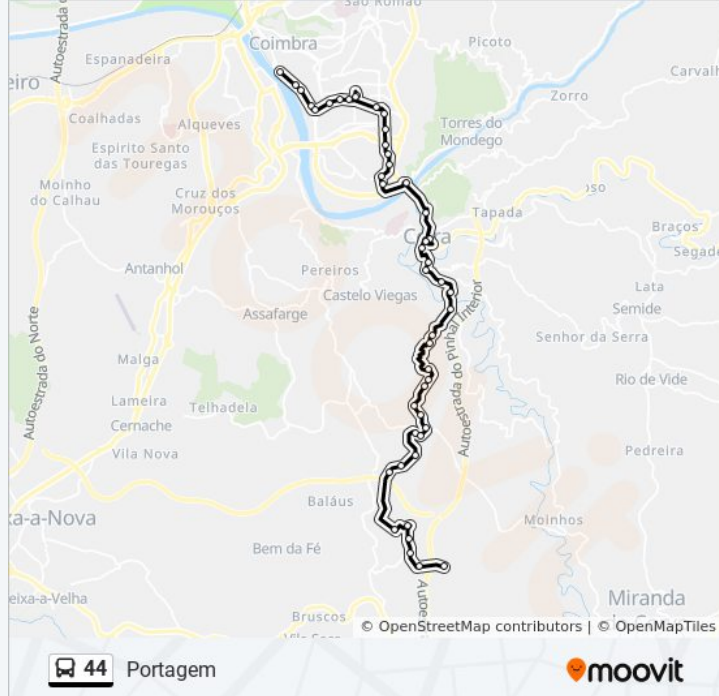 São Romão
Coimbra
Picoto
Espanadeira
Autoestrada d
eiro
Carvalh
Zorro
Coalhadas
Alqueves
Torres do
Mondego
Espirito Santo
das Touregas
Moinho
do Calhau
Cruz dos
Morouços
oso
Tapada
Braços
Ceira
Segade
Antanhol
Pereiros
Lata
Castelo Viegas
Semide
Assafarge
Autoestrada do Norte
Autoestrada do Pinhal Interior
Senhor da Serra
Malga
Rio de Vide
Lameira
Telhadela
Cernache
Vila Nova
Pedreira
Baláus
xa-a-Nova
Moinhos
Bem da Fé
Autoe
eixa-a-Velha
Miranda
Bruscos
© OpenStreetMap contributors | © OpenMapTiles
44 Portagem
moovit